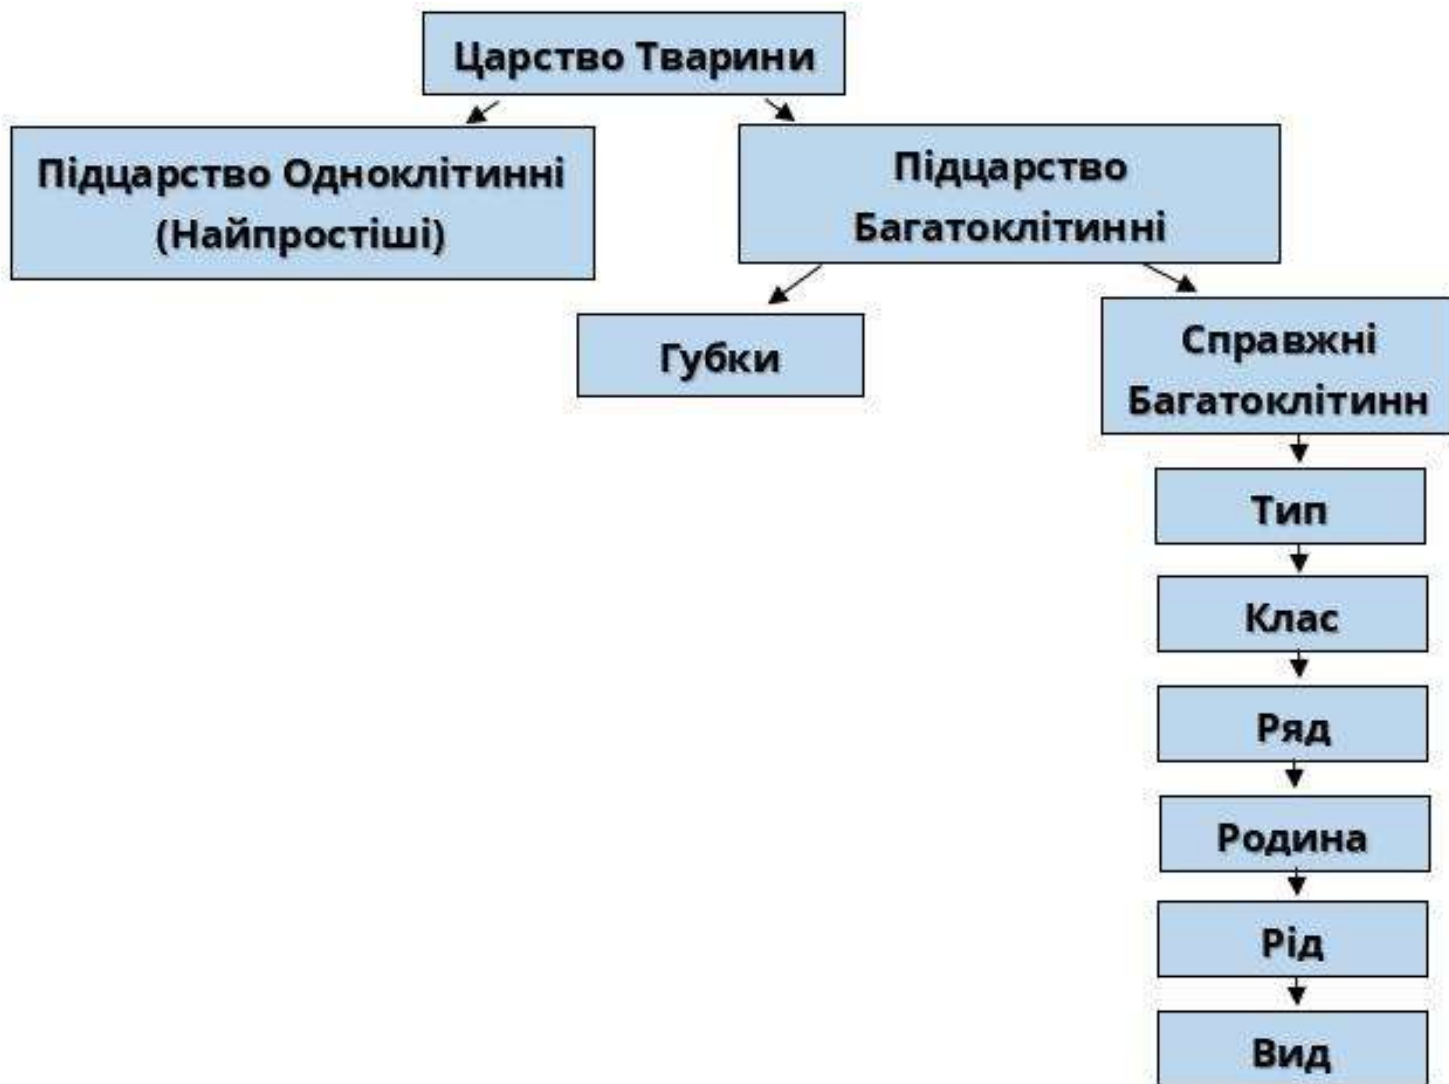 Царство Тварини
Підцарство Одноклітинні
(Найпростіші)
Підцарство
Багатоклітинні
Губки
Справжні
Багатоклітинн
Тип
Клас
Ряд
Родина
Рід
Вид